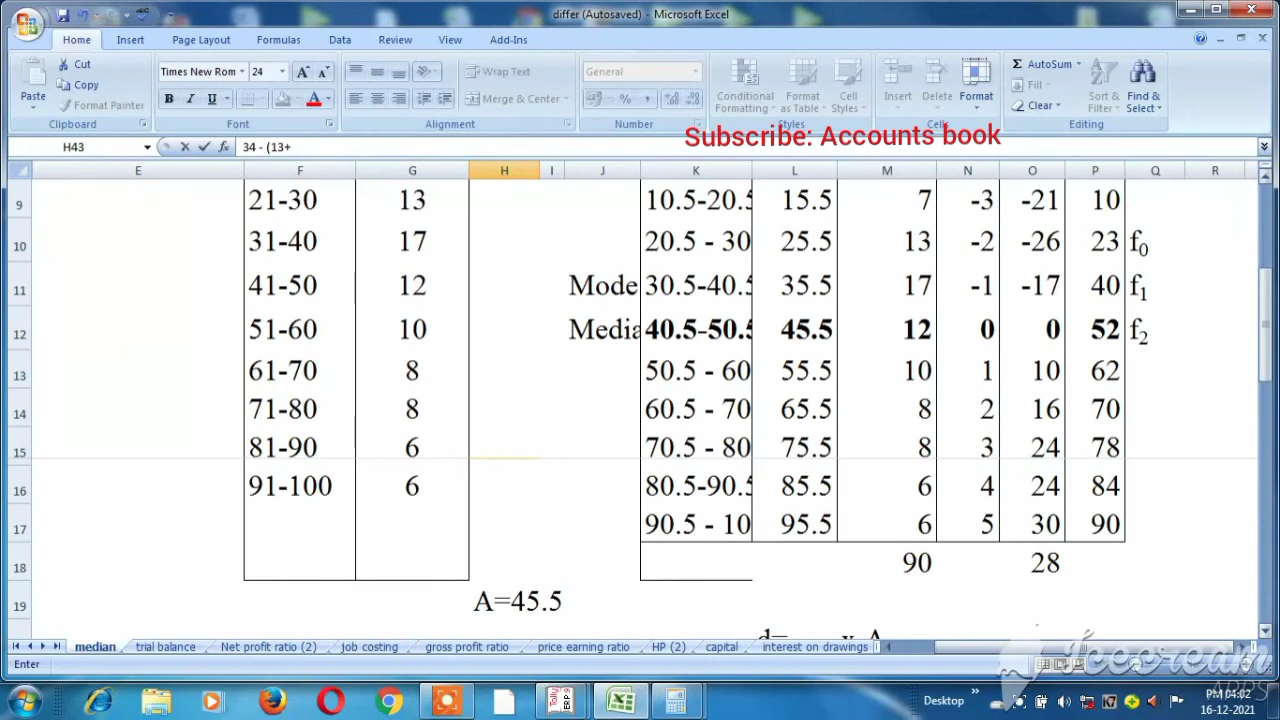 differ (Autosaved) - Microsoft Excel
Home Insert Page Layout Formulas Data Review View Add-Ins
Cut
Copy
Format Painter
Paste
Clipboard
Times New Rom 24
B I U
Font
Wrap Text
Merge & Center
Alignment
General
Number
Conditional Formatting
Format as Table
Cell Styles
Styles
Insert Delete Format
Cells
AutoSum
Fill
Clear
Sort & Filter
Find & Select
Editing
Subscribe: Accounts book
H43 34 - (13+
E F G H I J K L M N O P Q R
9 21-30 13 10.5-20.5 15.5 7 -3 -21 10
10 31-40 17 20.5 - 30 25.5 13 -2 -26 23 f0
11 41-50 12 Mode 30.5-40.5 35.5 17 -1 -17 40 f1
12 51-60 10 Media 40.5-50.5 45.5 12 0 0 52 f2
13 61-70 8 50.5 - 60 55.5 10 1 10 62
14 71-80 8 60.5 - 70 65.5 8 2 16 70
15 81-90 6 70.5 - 80 75.5 8 3 24 78
16 91-100 6 80.5-90.5 85.5 6 4 24 84
17 90.5 - 10 95.5 6 5 30 90
18 90 28
19 A=45.5
d= x-A
median trial balance Net profit ratio (2) job costing gross profit ratio price earning ratio HP (2) capital interest on drawings
Enter
Icecream
APPS
Desktop
PM 04:02
16-12-2021